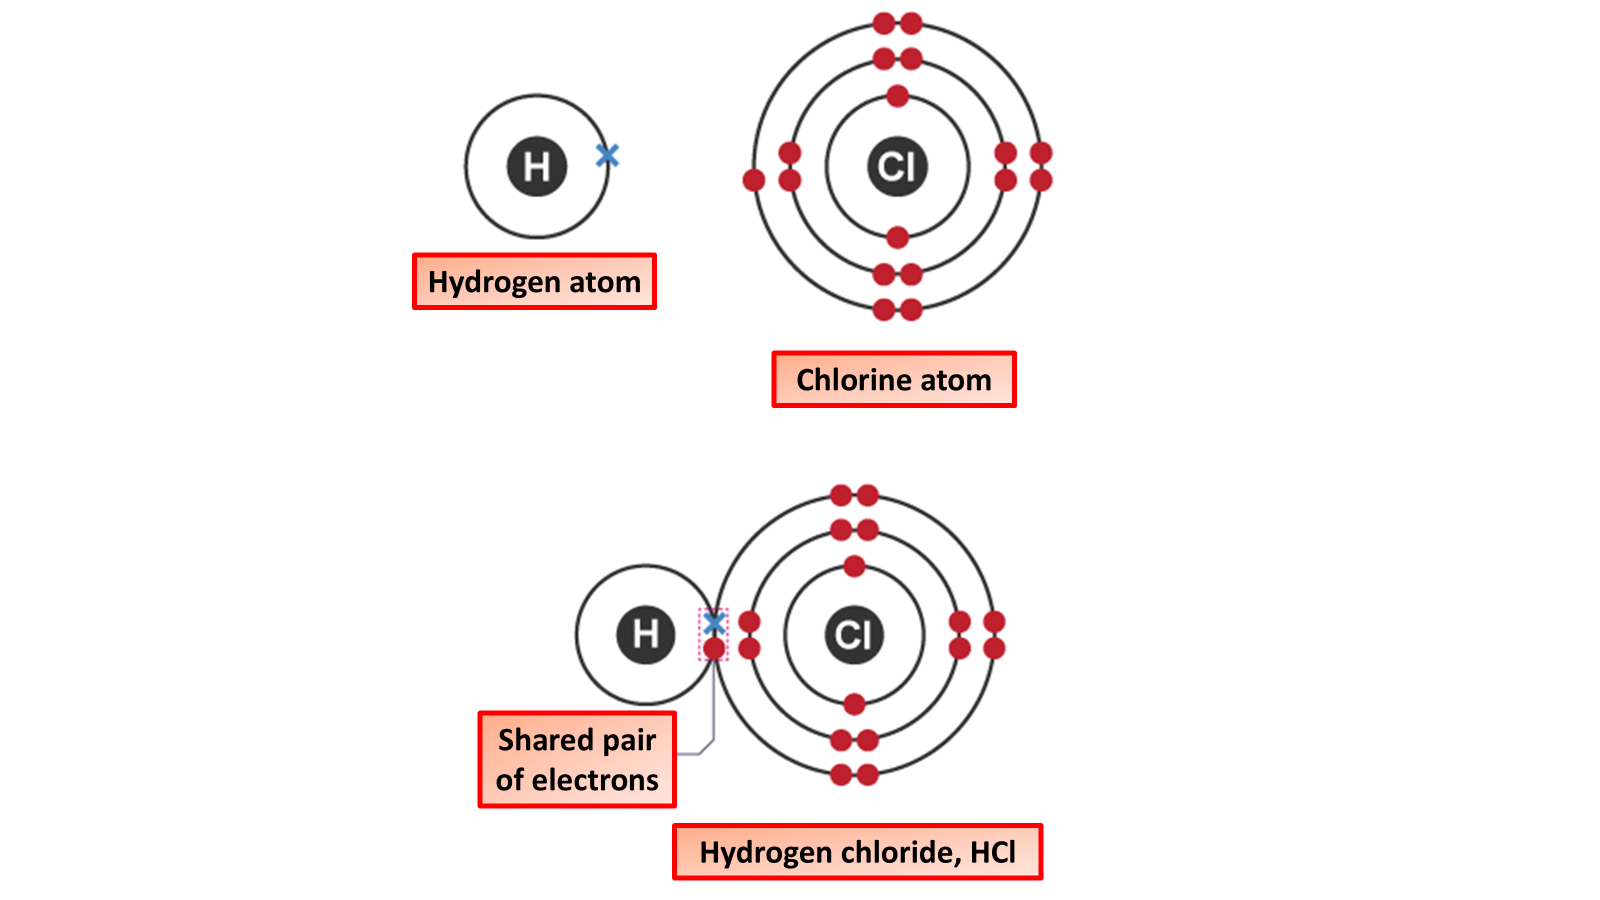 H
Cl
Hydrogen atom
Chlorine atom
H
Cl
Shared pair
of electrons
Hydrogen chloride, HCl